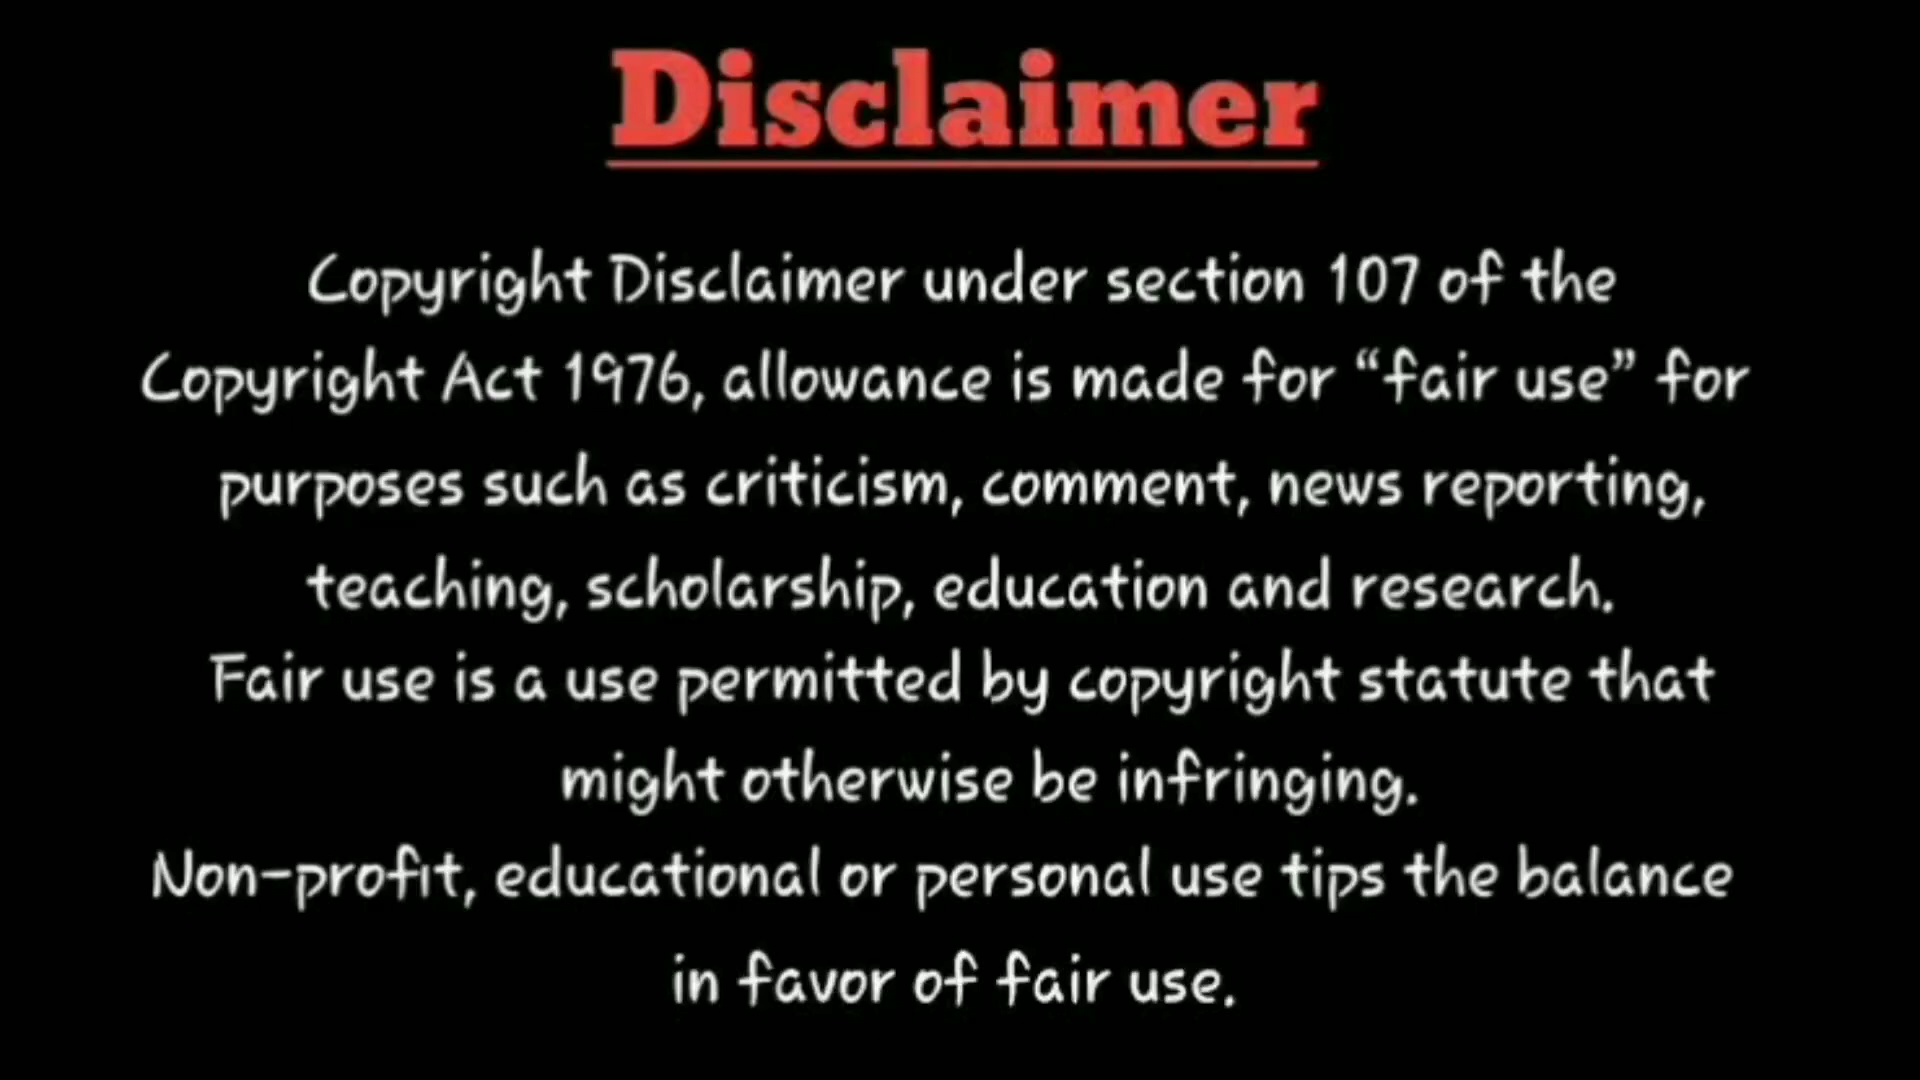 Disclaimer
Copyright Disclaimer under section 107 of the
Copyright Act 1976, allowance is made for “fair use” for
purposes such as criticism, comment, news reporting,
teaching, scholarship, education and research.
Fair use is a use permitted by copyright statute that
might otherwise be infringing.
Non-profit, educational or personal use tips the balance
in favor of fair use.